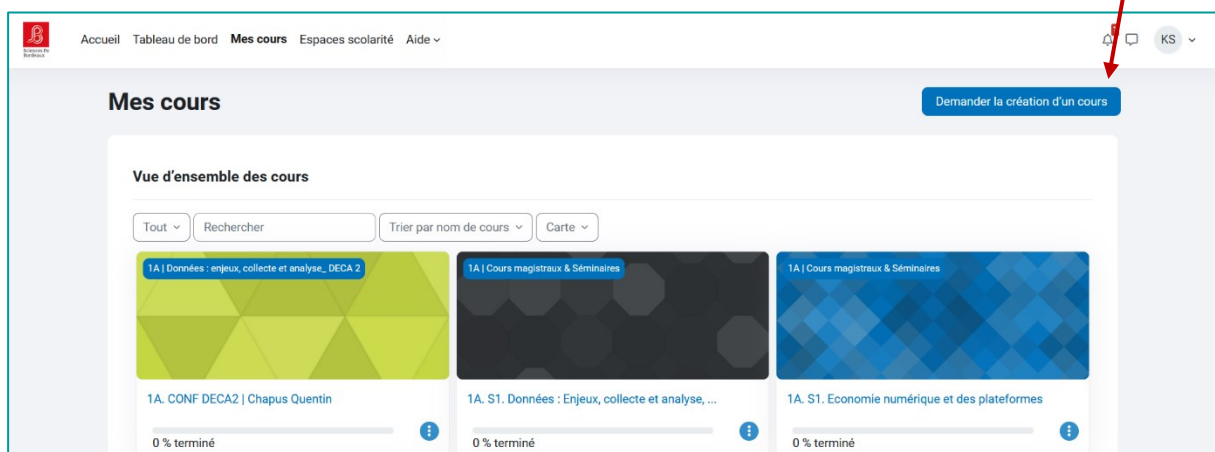 Sciences Po
Bordeaux
Accueil Tableau de bord Mes cours Espaces scolarité Aide
KS
Mes cours
Demander la création d'un cours
Vue d'ensemble des cours
Tout Rechercher Trier par nom de cours Carte
1A | Données : enjeux, collecte et analyse_ DECA 2
1A | Cours magistraux & Séminaires
1A | Cours magistraux & Séminaires
1A. CONF DECA2 | Chapus Quentin
1A. S1. Données : Enjeux, collecte et analyse, ...
1A. S1. Economie numérique et des plateformes
0 % terminé
0 % terminé
0 % terminé